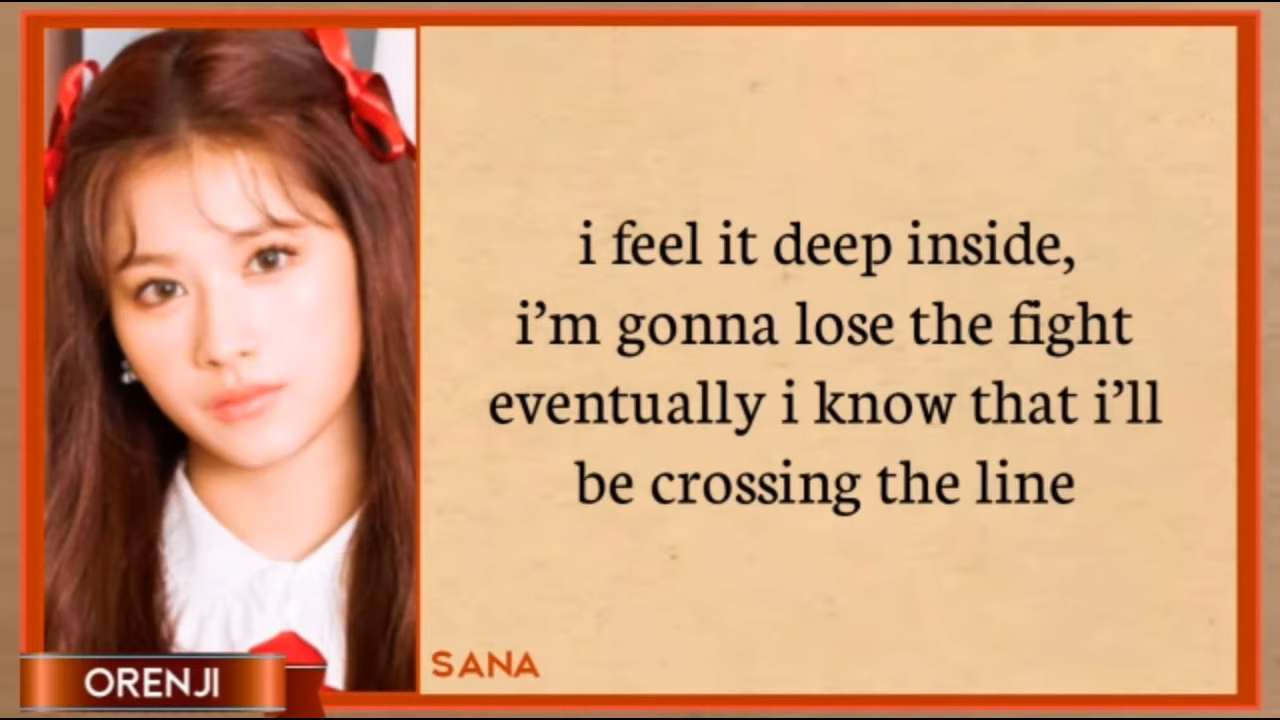 i feel it deep inside,
i’m gonna lose the fight
eventually i know that i’ll
be crossing the line
SANA
ORENJI